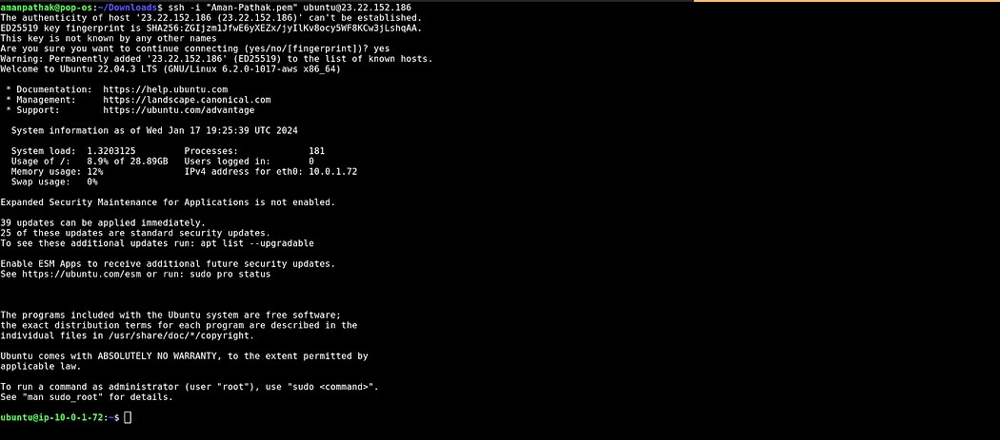 amanpathak@pop-os:~/Downloads$ ssh -i "Aman-Pathak.pem" ubuntu@23.22.152.186
The authenticity of host '23.22.152.186 (23.22.152.186)' can't be established.
ED25519 key fingerprint is SHA256:ZGIjzm1JfwE6yXEZx/jyIlKv8ocy5WF8KCw3jLshqAA.
This key is not known by any other names
Are you sure you want to continue connecting (yes/no/[fingerprint])? yes
Warning: Permanently added '23.22.152.186' (ED25519) to the list of known hosts.
Welcome to Ubuntu 22.04.3 LTS (GNU/Linux 6.2.0-1017-aws x86_64)
* Documentation:  https://help.ubuntu.com
* Management:     https://landscape.canonical.com
* Support:        https://ubuntu.com/advantage
System information as of Wed Jan 17 19:25:39 UTC 2024
System load:  1.3203125         Processes:             181
Usage of /:   8.9% of 28.89GB   Users logged in:       0
Memory usage: 12%               IPv4 address for eth0: 10.0.1.72
Swap usage:   0%
Expanded Security Maintenance for Applications is not enabled.
39 updates can be applied immediately.
25 of these updates are standard security updates.
To see these additional updates run: apt list --upgradable
Enable ESM Apps to receive additional future security updates.
See https://ubuntu.com/esm or run: sudo pro status
The programs included with the Ubuntu system are free software;
the exact distribution terms for each program are described in the
individual files in /usr/share/doc/*/copyright.
Ubuntu comes with ABSOLUTELY NO WARRANTY, to the extent permitted by
applicable law.
To run a command as administrator (user "root"), use "sudo <command>".
See "man sudo_root" for details.
ubuntu@ip-10-0-1-72:~$